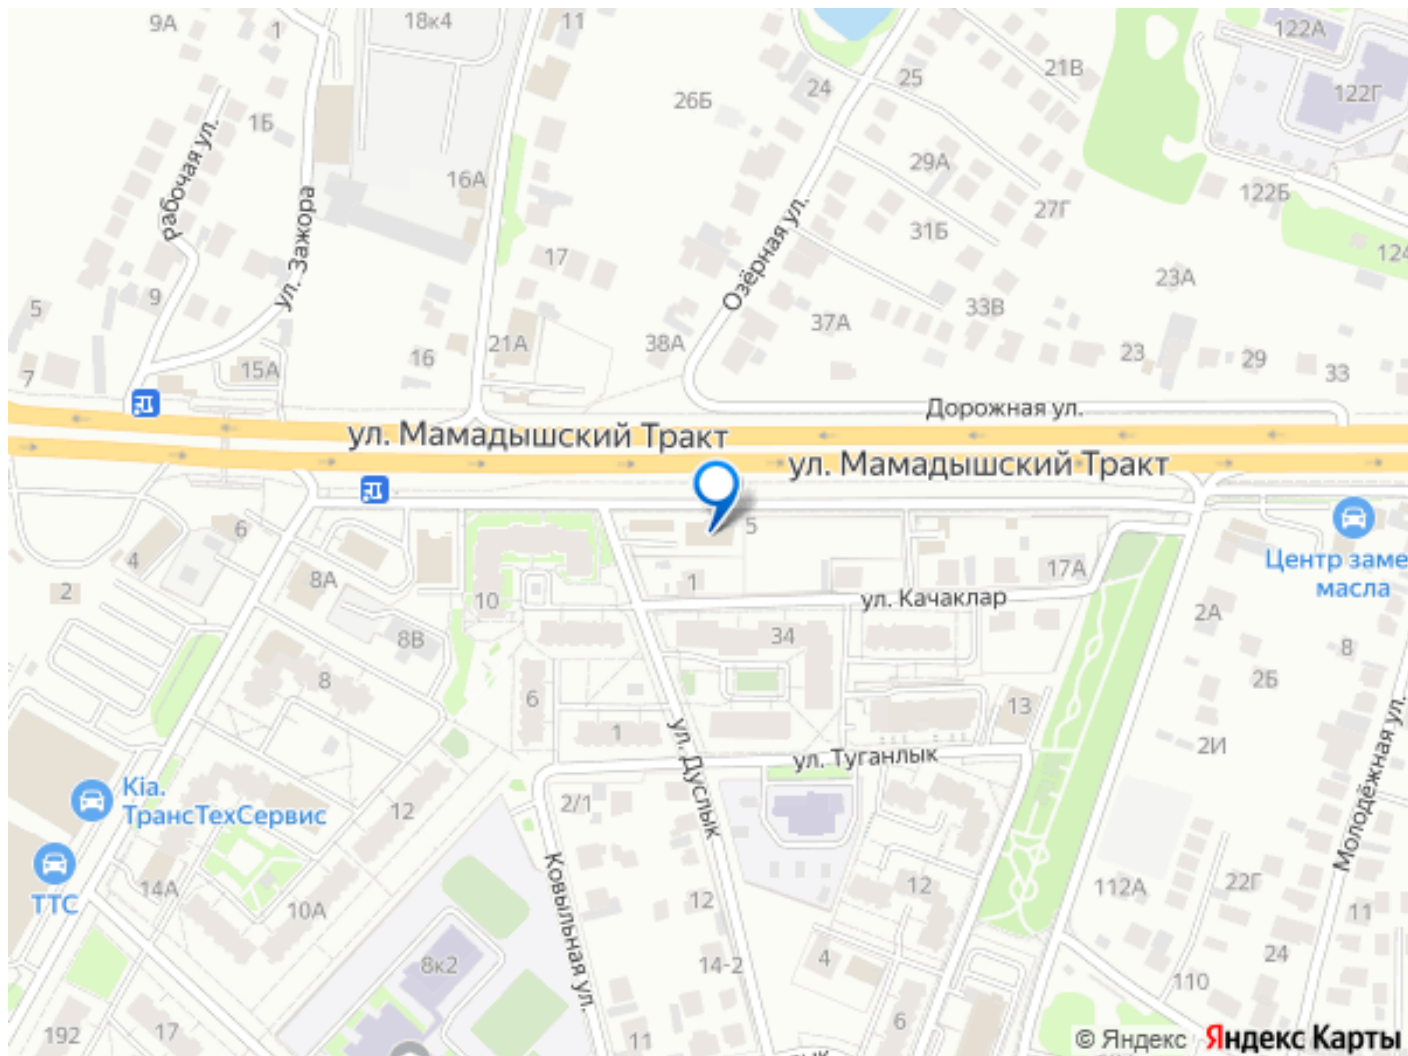 9А
1
18к4
11
122А
24
25
21В
122Г
26Б
1Б
Рабочая ул.
16А
29А
122Б
27Г
31Б
ул. Зажора
17
Озёрная ул.
124
23А
5
9
33В
37А
16
21А
38А
15А
23
29
33
7
Дорожная ул.
ул. Мамадышский Тракт
ул. Мамадышский Тракт
6
5
4
Центр заме
масла
8А
1
17А
2
10
ул. Качаклар
2А
8В
34
8
8
2Б
6
13
1
2И
ул. Дуслык
ул. Туганлык
Молодёжная ул.
Kia.
ТрансТехСервис
12
2/1
ТТС
14А
10А
Ковыльная ул.
12
12
112А
22Г
11
8к2
14-2
4
24
110
192
17
11
6
лык
© Яндекс Яндекс Карты